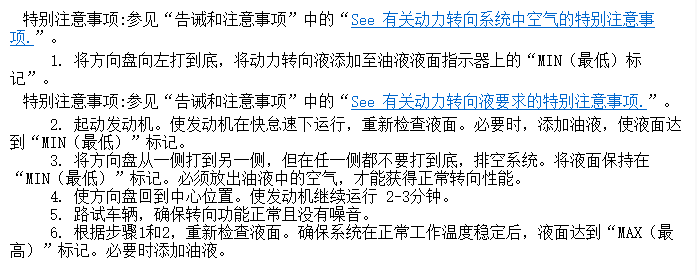 特别注意事项:参见“告诫和注意事项”中的“See 有关动力转向系统中空气的特别注意事
项.”。
1. 将方向盘向左打到底，将动力转向液添加至油液液面指示器上的“MIN（最低）标
记”。
特别注意事项:参见“告诫和注意事项”中的“See 有关动力转向液要求的特别注意事项.”。
2. 起动发动机。使发动机在快怠速下运行，重新检查液面。必要时，添加油液，使液面达
到“MIN（最低）”标记。
3. 将方向盘从一侧打到另一侧，但在任一侧都不要打到底，排空系统。将液面保持在
“MIN（最低）”标记。必须放出油液中的空气，才能获得正常转向性能。
4. 使方向盘回到中心位置。使发动机继续运行 2-3分钟。
5. 路试车辆，确保转向功能正常且没有噪音。
6. 根据步骤1和2，重新检查液面。确保系统在正常工作温度稳定后，液面达到“MAX（最
高）”标记。必要时添加油液。